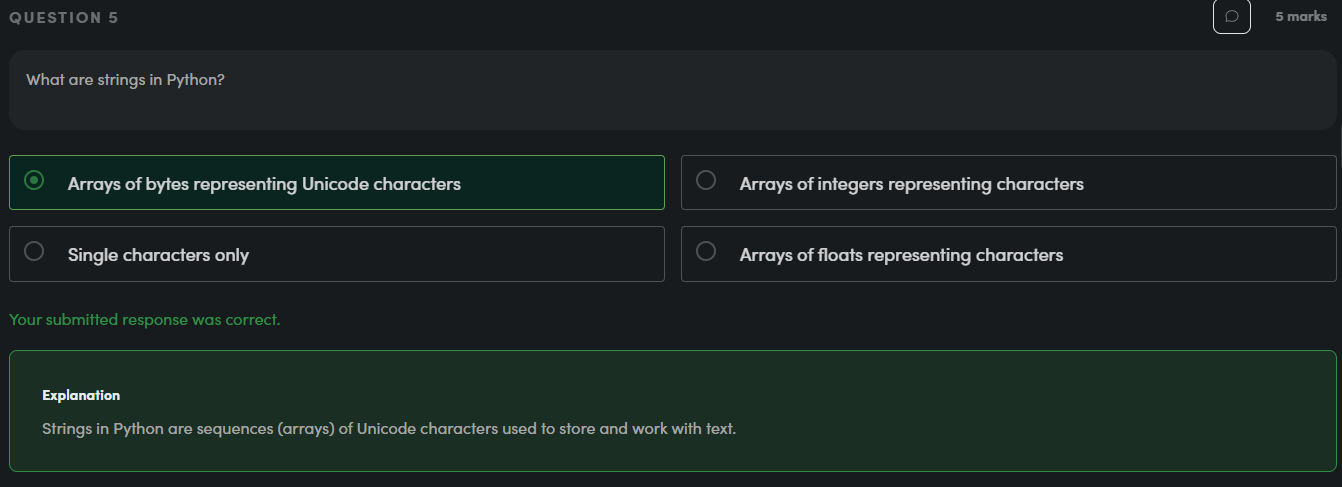 QUESTION 5
5 marks
What are strings in Python?
Arrays of bytes representing Unicode characters
Arrays of integers representing characters
Single characters only
Arrays of floats representing characters
Your submitted response was correct.
Explanation
Strings in Python are sequences (arrays) of Unicode characters used to store and work with text.